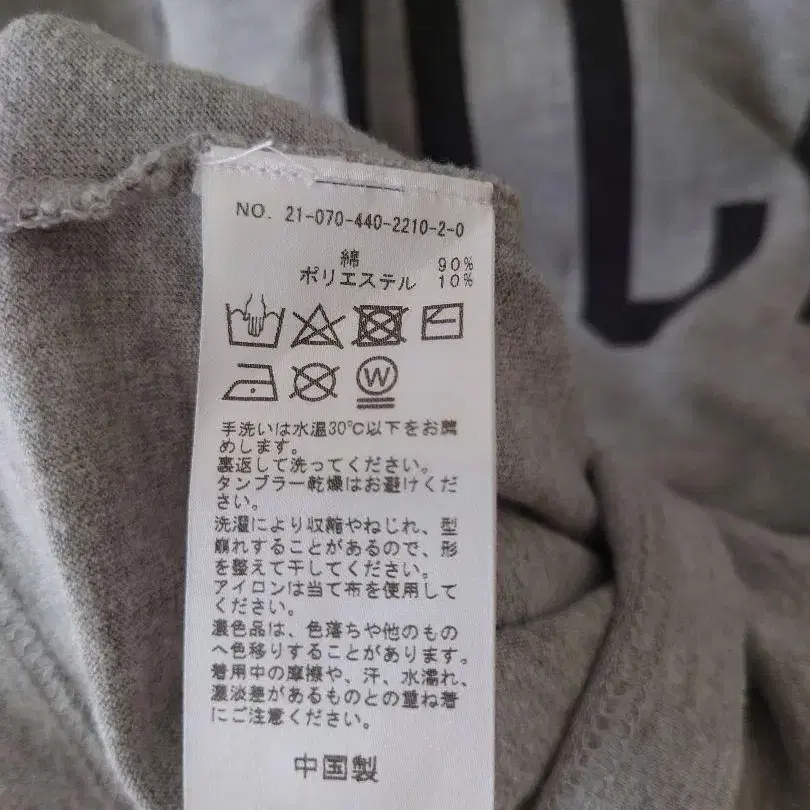 NO. 21-070-440-2210-2-0
綿 90%
ポリエステル 10%
W
手洗いは水温30℃以下をお薦
めします。
裏返して洗ってください。
タンブラー乾燥はお避けくだ
さい。
洗濯により収縮やねじれ、型
崩れすることがあるので、形
を整えて干してください。
アイロンは当て布を使用して
ください。
濃色品は、色落ちや他のもの
へ色移りすることがあります。
着用中の摩擦や、汗、水濡れ、
濃淡差があるものとの重ね着
にご注意ください。
中国製